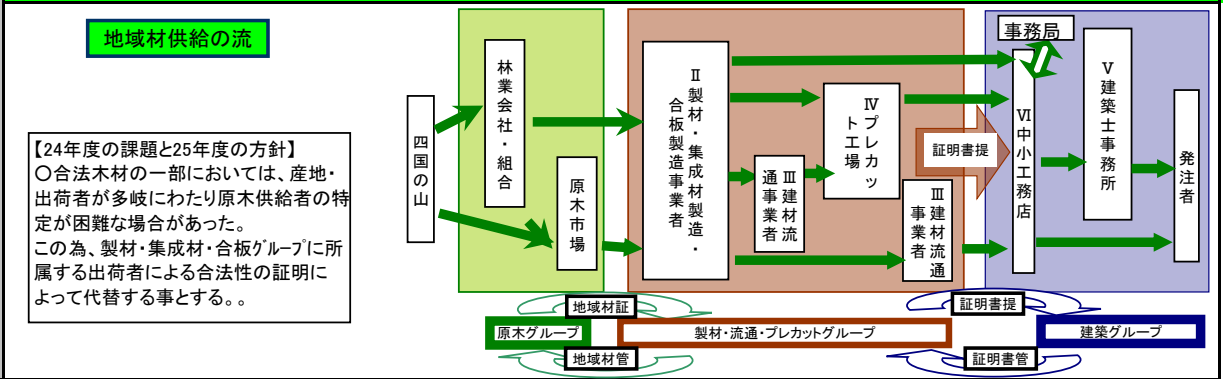 地域材供給の流
【24年度の課題と25年度の方針】
〇合法木材の一部においては、産地・
出荷者が多岐にわたり原木供給者の特
定が困難な場合があった。
この為、製材・集成材・合板グループに所
属する出荷者による合法性の証明に
よって代替する事とする。。
四国の山
林業会社・組合
原木市場
Ⅱ製材・集成材製造・
合板製造事業者
Ⅲ建材流
通事業者
Ⅳプレカッ
ト工場
Ⅲ建材流通
事業者
証明書提
事務局
Ⅵ中小工務店
Ⅴ建築士事務所
発注者
地域材証
証明書提
原木グループ
製材・流通・プレカットグループ
建築グループ
地域材管
証明書管